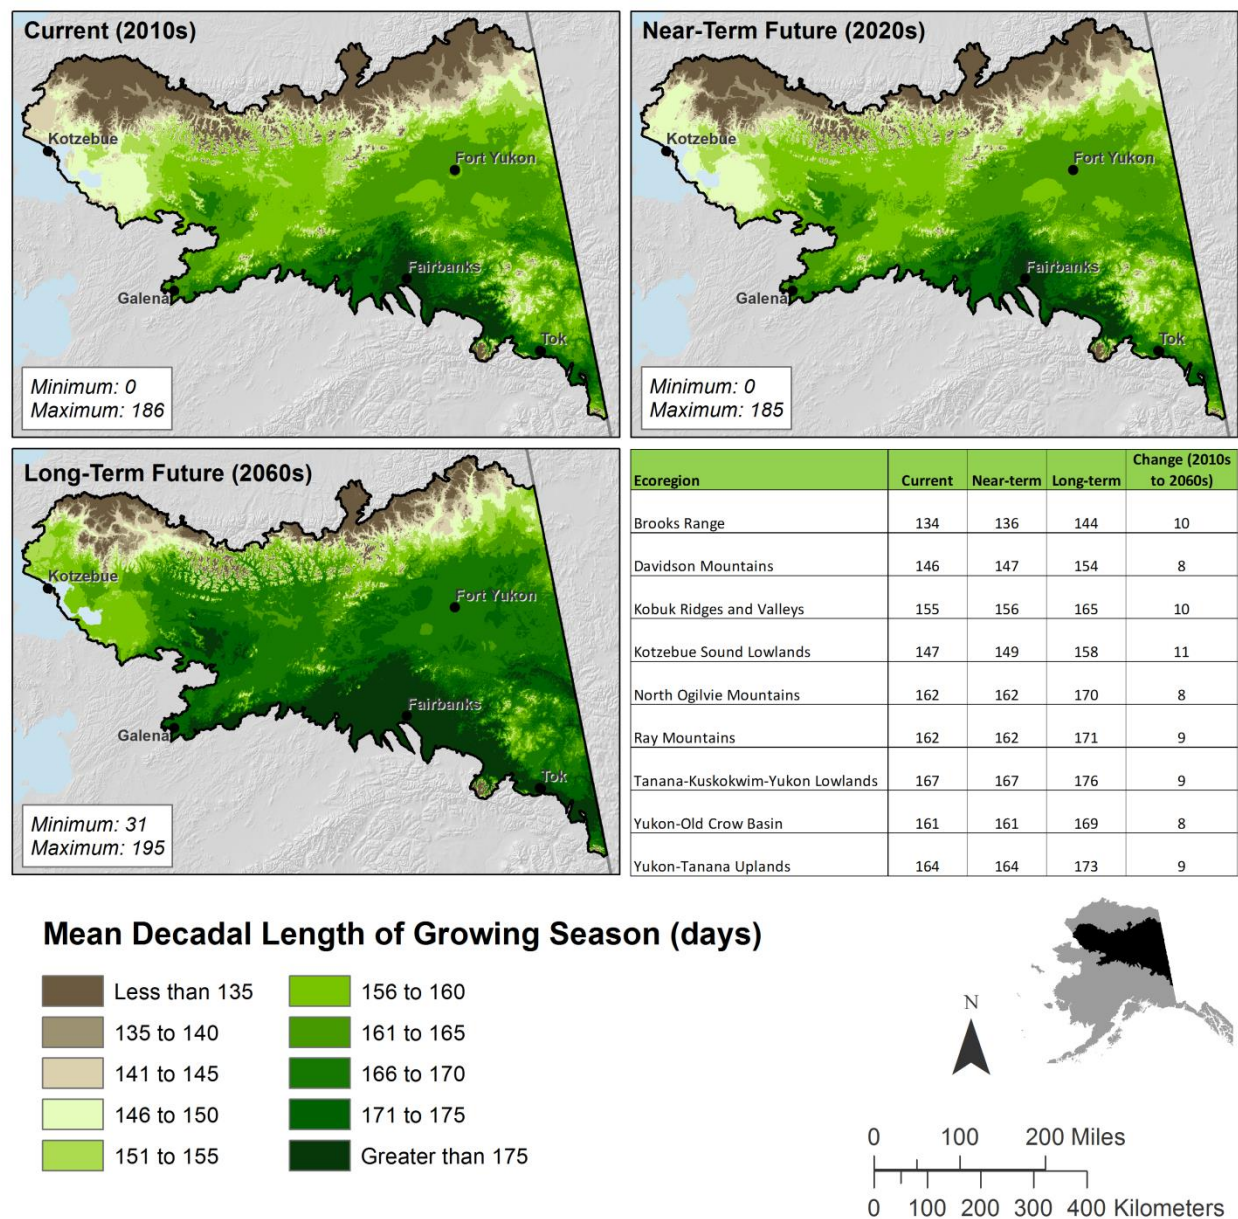 Current (2010s)
Kotzebue
Fort Yukon
Fairbanks
Galena
Tok
Minimum: 0
Maximum: 186
Near-Term Future (2020s)
Kotzebue
Fort Yukon
Fairbanks
Galena
Tok
Minimum: 0
Maximum: 185
Long-Term Future (2060s)
Kotzebue
Fort Yukon
Fairbanks
Galena
Tok
Minimum: 31
Maximum: 195
Ecoregion Current Near-term Long-term Change (2010s
to 2060s)
Brooks Range 134 136 144 10
Davidson Mountains 146 147 154 8
Kobuk Ridges and Valleys 155 156 165 10
Kotzebue Sound Lowlands 147 149 158 11
North Ogilvie Mountains 162 162 170 8
Ray Mountains 162 162 171 9
Tanana-Kuskokwim-Yukon Lowlands 167 167 176 9
Yukon-Old Crow Basin 161 161 169 8
Yukon-Tanana Uplands 164 164 173 9
Mean Decadal Length of Growing Season (days)
Less than 135
135 to 140
141 to 145
146 to 150
151 to 155
156 to 160
161 to 165
166 to 170
171 to 175
Greater than 175
N
0 100 200 Miles
0 100 200 300 400 Kilometers